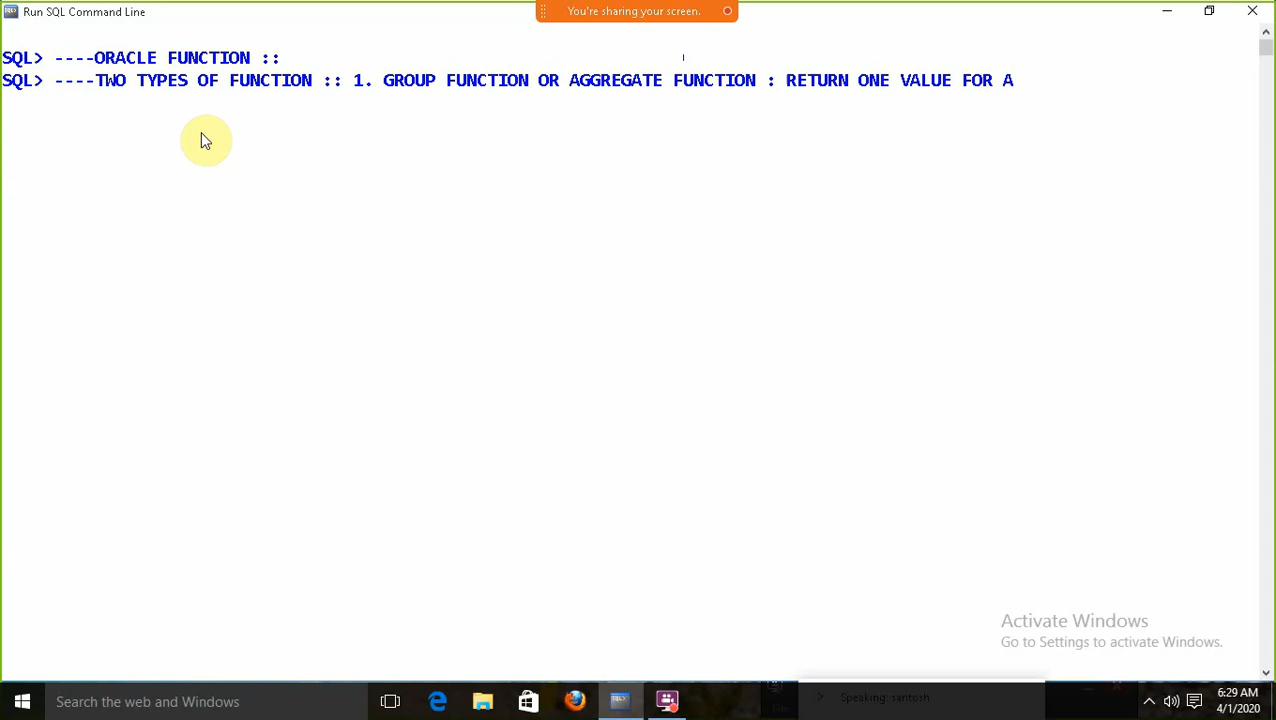 Run SQL Command Line
You're sharing your screen.
SQL> ----ORACLE FUNCTION ::
SQL> ----TWO TYPES OF FUNCTION :: 1. GROUP FUNCTION OR AGGREGATE FUNCTION : RETURN ONE VALUE FOR A
Activate Windows
Go to Settings to activate Windows.
Speaking: santosh
Search the web and Windows
6:29 AM
4/1/2020